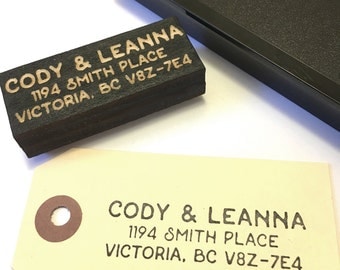 CODY & LEANNA
1194 SMITH PLACE
VICTORIA, BC V8Z-7E4
CODY & LEANNA
1194 SMITH PLACE
VICTORIA, BC V8Z-7E4